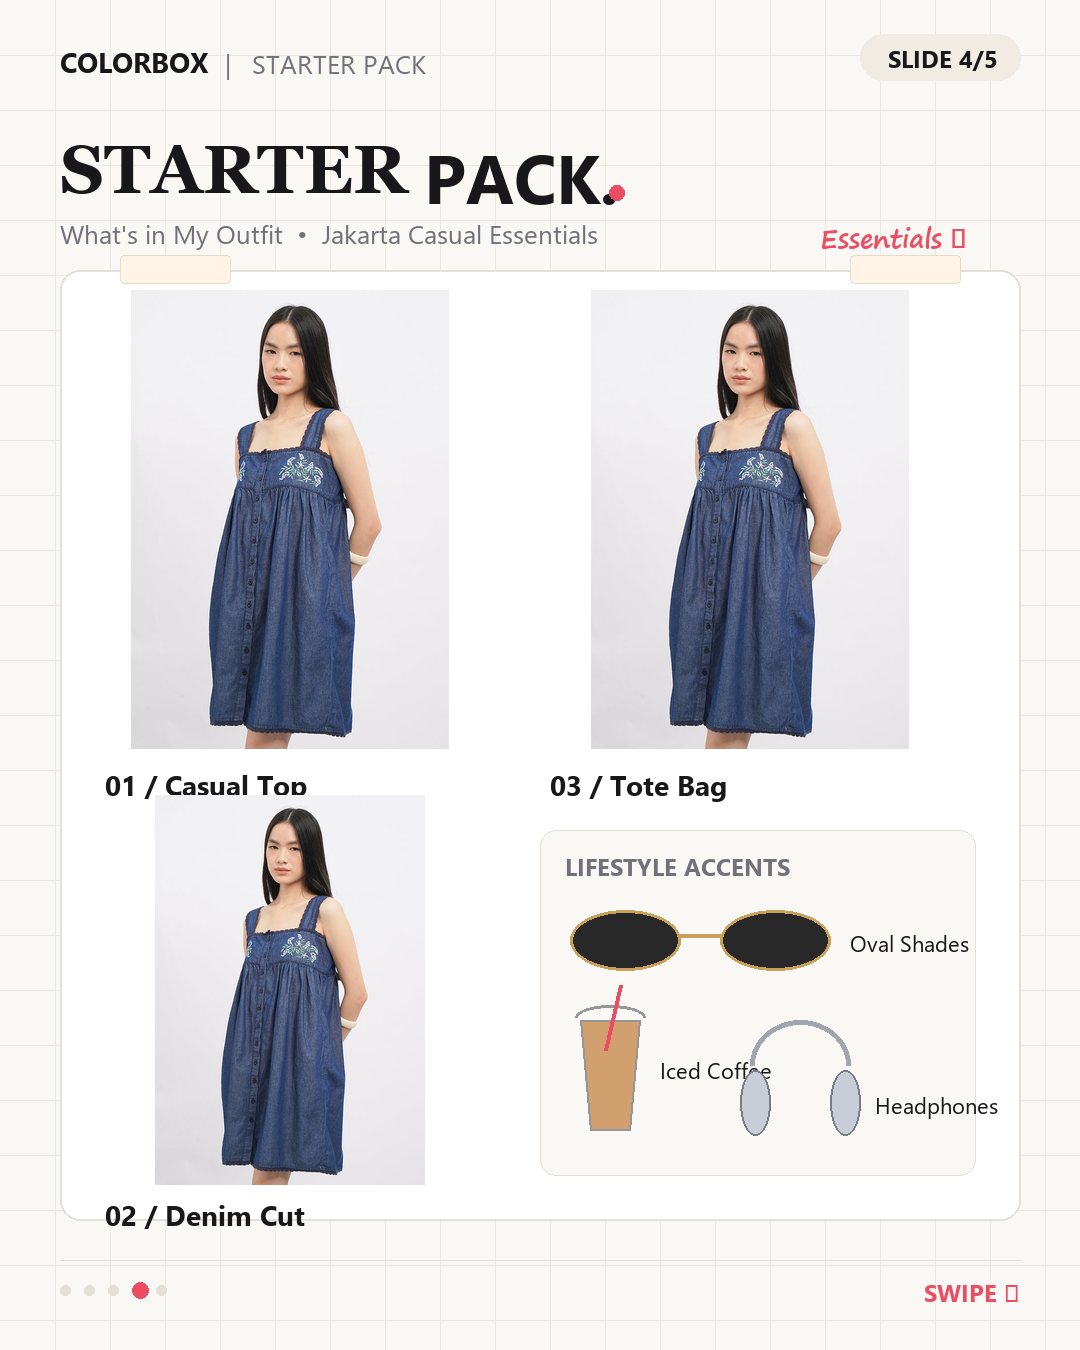 COLORBOX | STARTER PACK
SLIDE 4/5
STARTER PACK.
What's in My Outfit • Jakarta Casual Essentials
Essentials
01 / Casual Top
03 / Tote Bag
LIFESTYLE ACCENTS
Oval Shades
Iced Coffee
Headphones
02 / Denim Cut
SWIPE